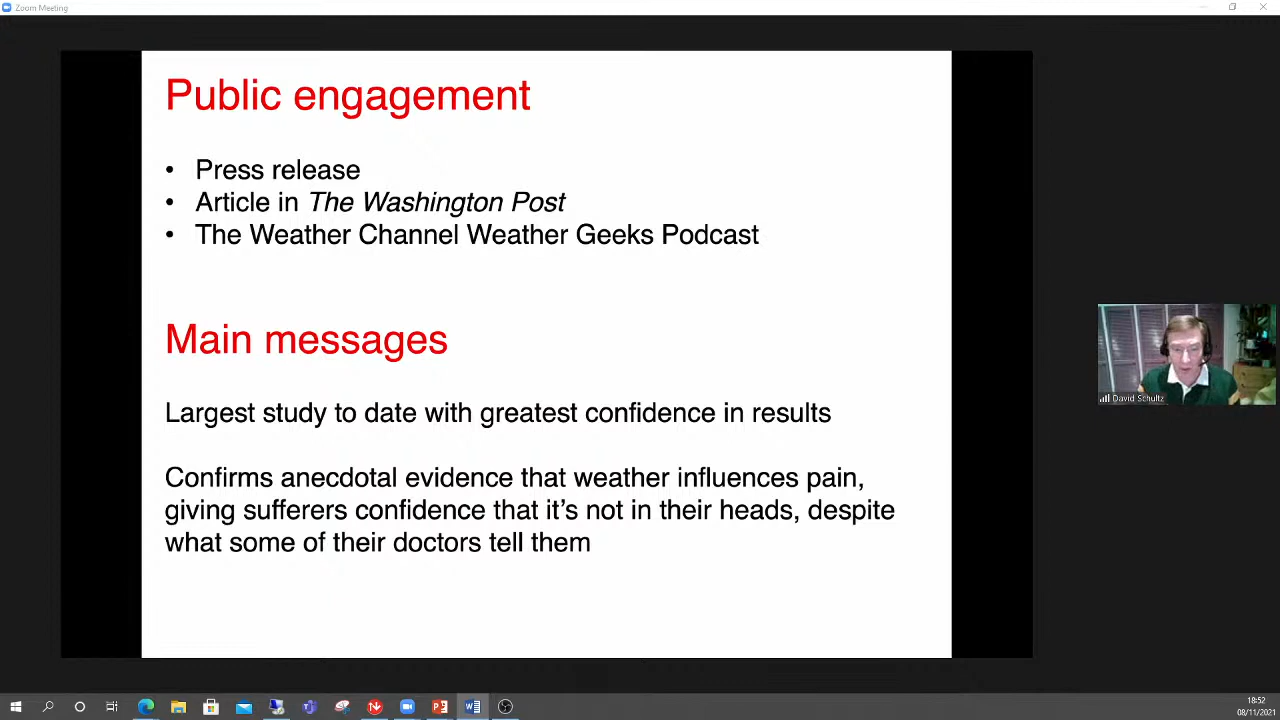 Zoom Meeting
Public engagement
• Press release
• Article in The Washington Post
• The Weather Channel Weather Geeks Podcast
Main messages
Largest study to date with greatest confidence in results
Confirms anecdotal evidence that weather influences pain,
giving sufferers confidence that it's not in their heads, despite
what some of their doctors tell them
David Schultz
18:52
08/11/2021